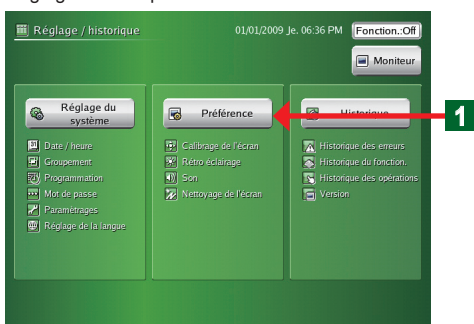 Réglage / historique
01/01/2009 Je. 06:36 PM
Fonction.:Off
Moniteur
Réglage du
système
Date / heure
Groupement
Programmation
Mot de passe
Paramétrages
Réglage de la langue
Préférence
Calibrage de l'écran
Rétro éclairage
Son
Nettoyage de l'écran
Historique
Historique des erreurs
Historique du fonction.
Historique des opérations
Version
1